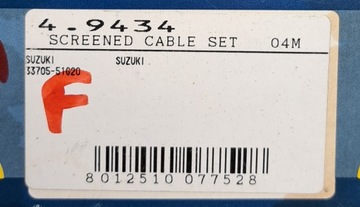 4.9434
SCREENED CABLE SET 04M
SUZUKI SUZUKI
33705-51020
F
8012510 077528